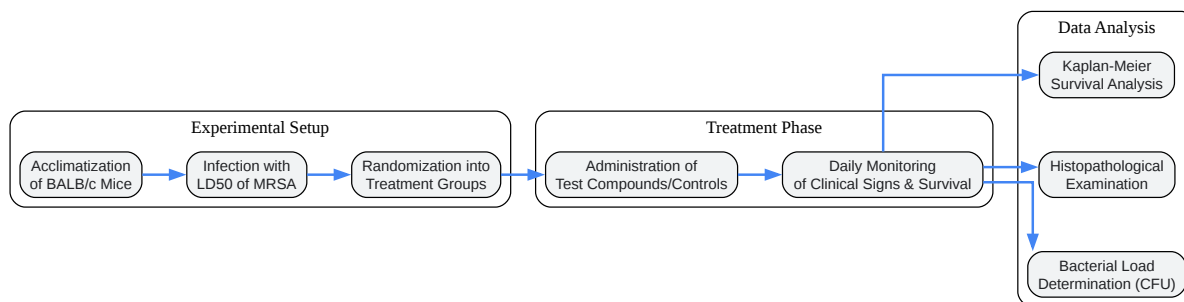 Experimental Setup
Acclimatization
of BALB/c Mice
Infection with
LD50 of MRSA
Randomization into
Treatment Groups
Treatment Phase
Administration of
Test Compounds/Controls
Daily Monitoring
of Clinical Signs & Survival
Data Analysis
Kaplan-Meier
Survival Analysis
Histopathological
Examination
Bacterial Load
Determination (CFU)